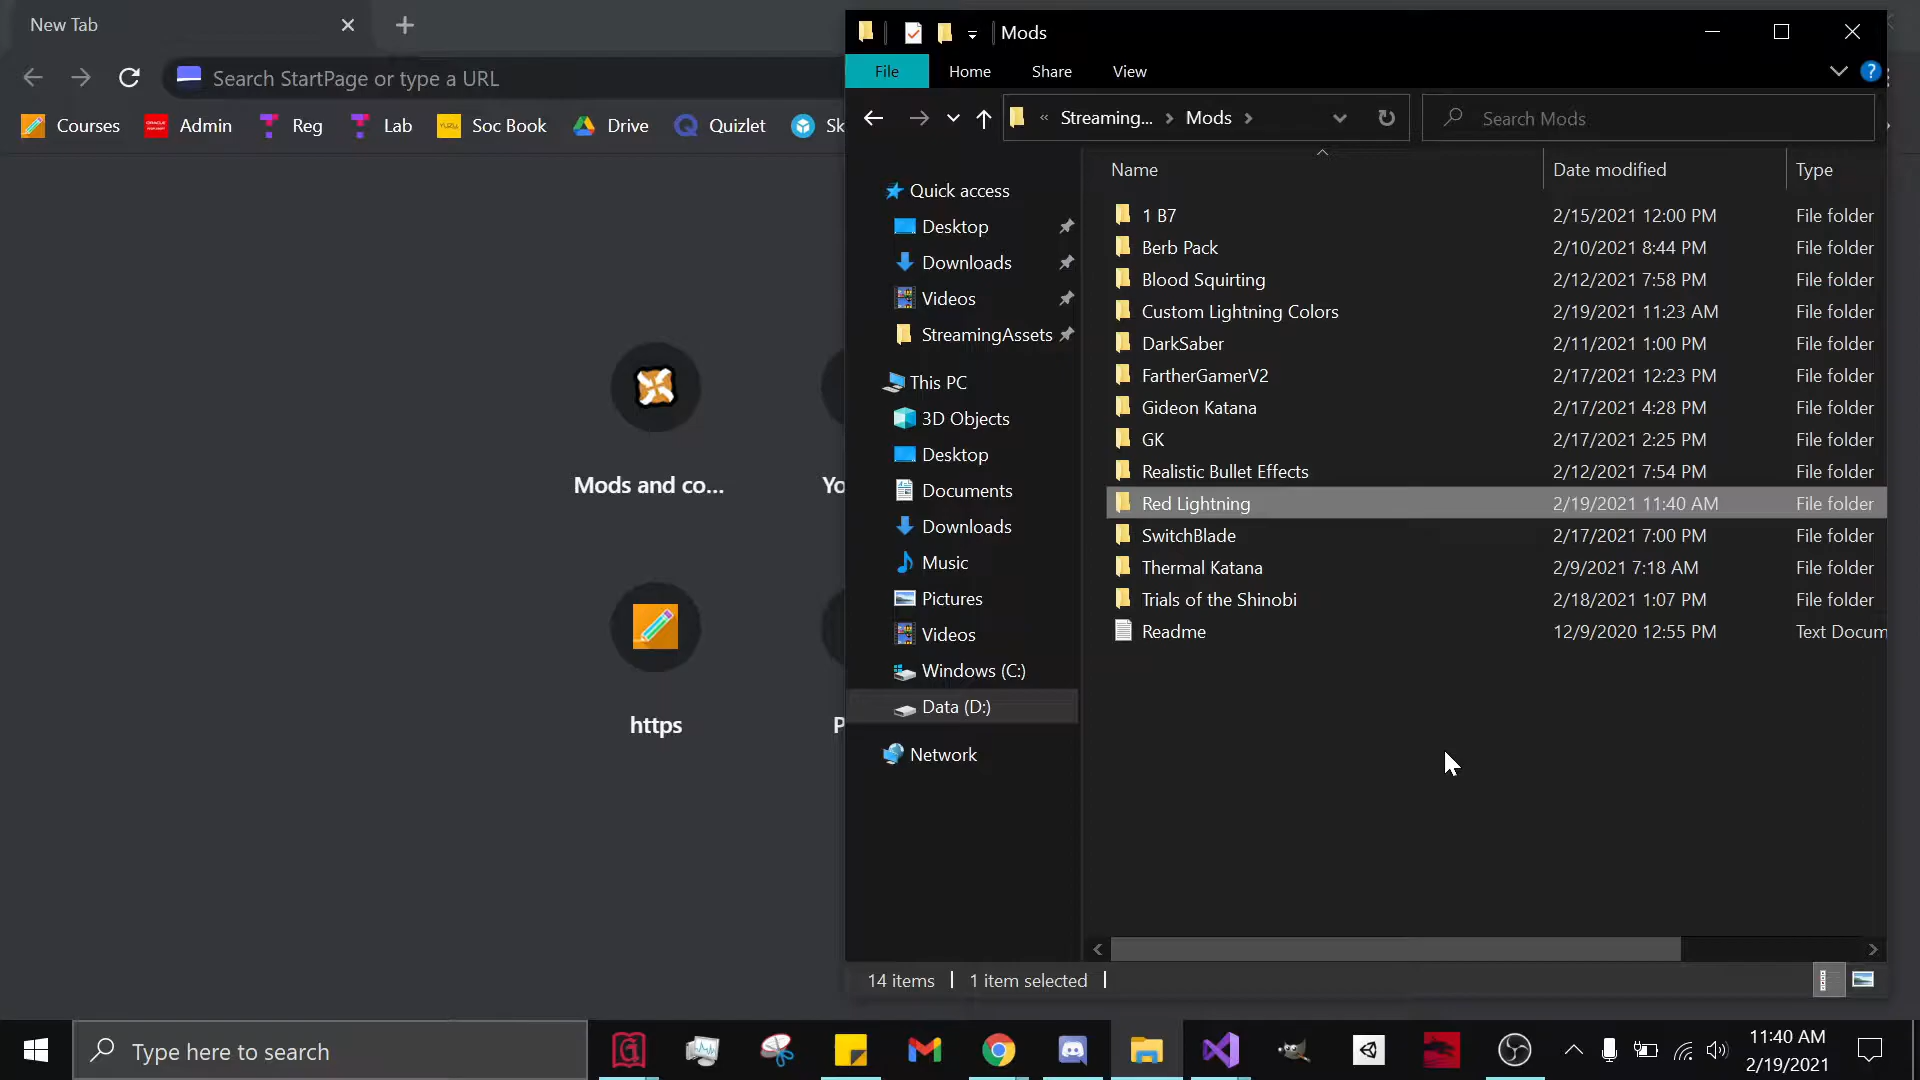 New Tab
Search StartPage or type a URL
Courses
Admin
Reg
Lab
Soc Book
Drive
Quizlet
Sk
Mods and co...
Yo
https
P
Mods
File
Home
Share
View
« Streaming... > Mods >
Search Mods
Quick access
Desktop
Downloads
Videos
StreamingAssets
This PC
3D Objects
Desktop
Documents
Downloads
Music
Pictures
Videos
Windows (C:)
Data (D:)
Network
Name Date modified Type
1 B7 2/15/2021 12:00 PM File folder
Berb Pack 2/10/2021 8:44 PM File folder
Blood Squirting 2/12/2021 7:58 PM File folder
Custom Lightning Colors 2/19/2021 11:23 AM File folder
DarkSaber 2/11/2021 1:00 PM File folder
FartherGamerV2 2/17/2021 12:23 PM File folder
Gideon Katana 2/17/2021 4:28 PM File folder
GK 2/17/2021 2:25 PM File folder
Realistic Bullet Effects 2/12/2021 7:54 PM File folder
Red Lightning 2/19/2021 11:40 AM File folder
SwitchBlade 2/17/2021 7:00 PM File folder
Thermal Katana 2/9/2021 7:18 AM File folder
Trials of the Shinobi 2/18/2021 1:07 PM File folder
Readme 12/9/2020 12:55 PM Text Docum
14 items
1 item selected
Type here to search
11:40 AM
2/19/2021